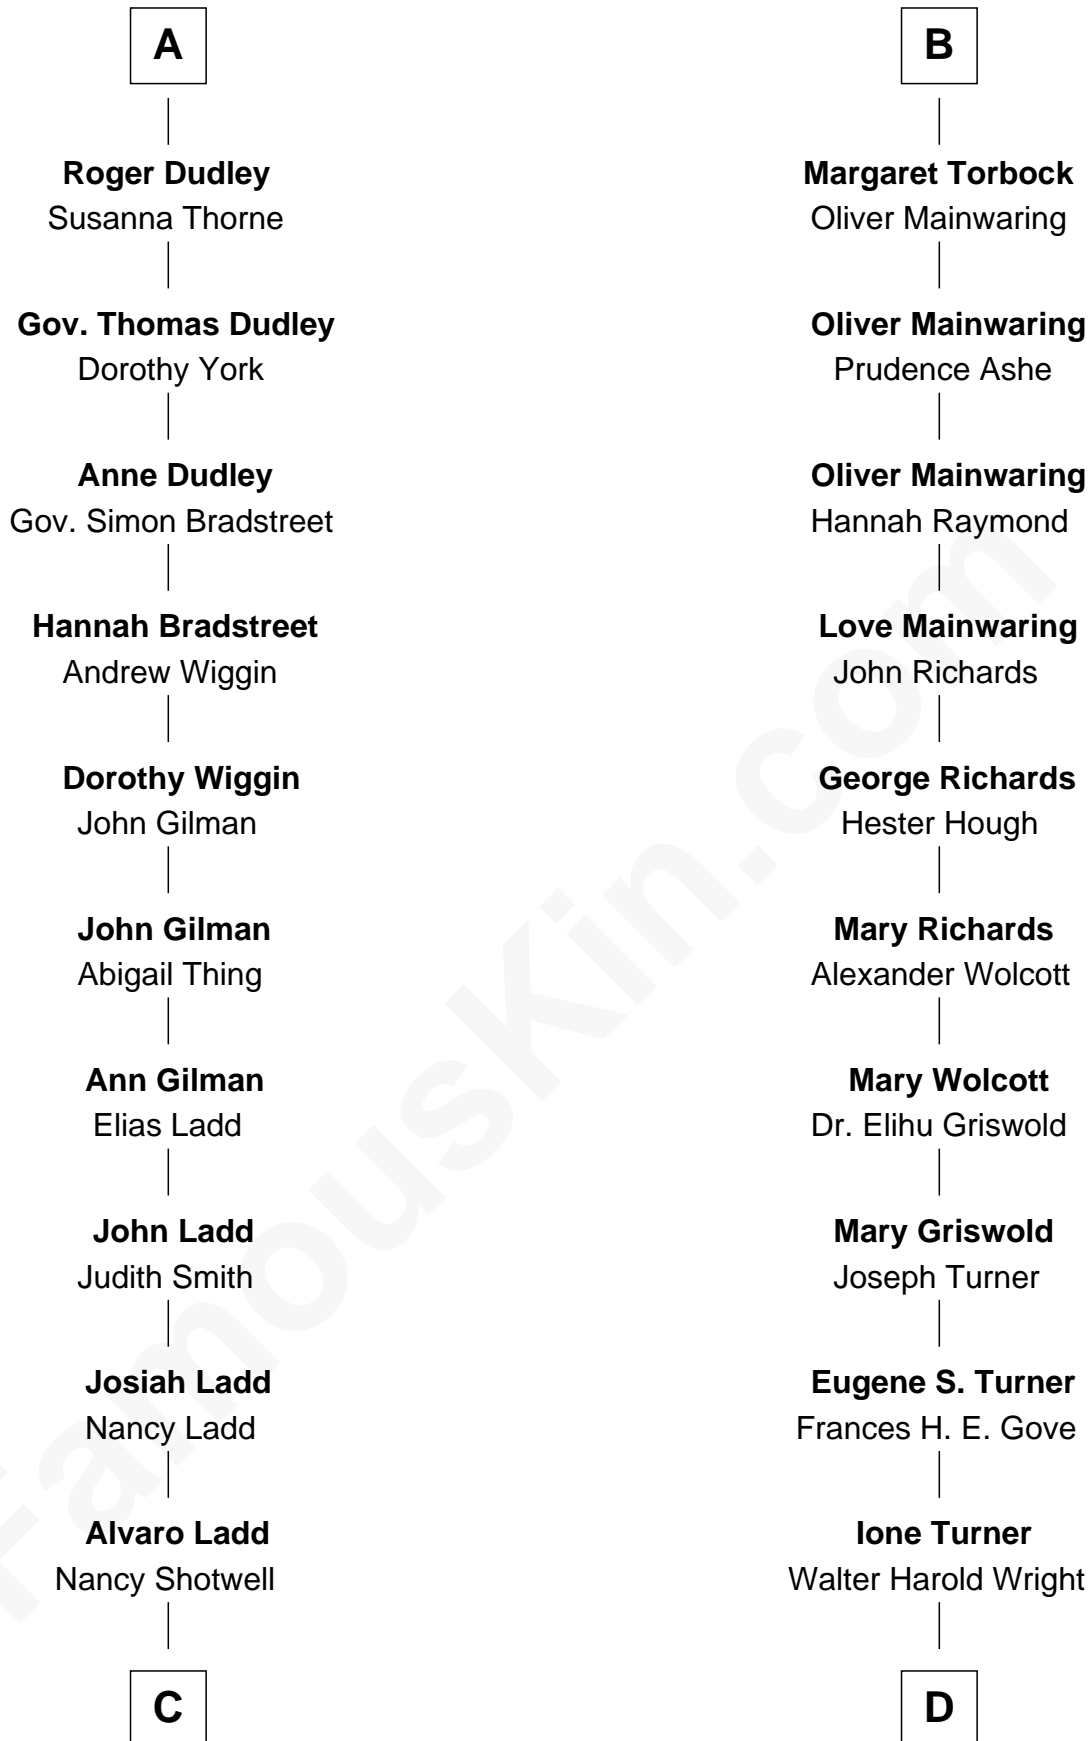 A
Roger Dudley
Susanna Thorne
Gov. Thomas Dudley
Dorothy York
Anne Dudley
Gov. Simon Bradstreet
Hannah Bradstreet
Andrew Wiggin
Dorothy Wiggin
John Gilman
John Gilman
Abigail Thing
Ann Gilman
Elias Ladd
John Ladd
Judith Smith
Josiah Ladd
Nancy Ladd
Alvaro Ladd
Nancy Shotwell
C
B
Margaret Torbock
Oliver Mainwaring
Oliver Mainwaring
Prudence Ashe
Oliver Mainwaring
Hannah Raymond
Love Mainwaring
John Richards
George Richards
Hester Hough
Mary Richards
Alexander Wolcott
Mary Wolcott
Dr. Elihu Griswold
Mary Griswold
Joseph Turner
Eugene S. Turner
Frances H. E. Gove
Ione Turner
Walter Harold Wright
D
FamousKin.com